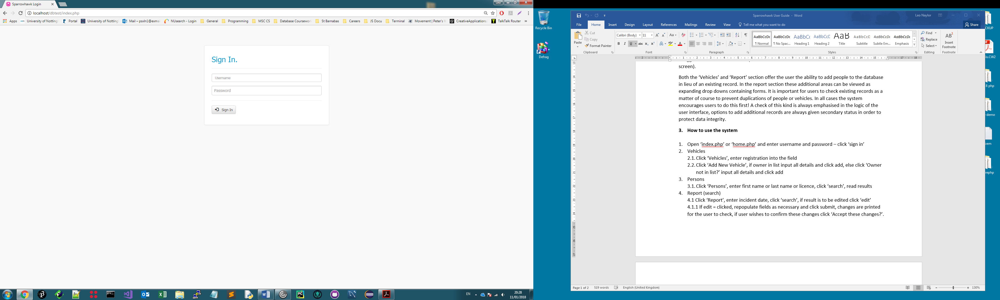 Sparrowhawk Login
Leo
localhost/dbtest/index.php
Apps
University of Notting
Portal
University of Notting
Mail – psxln1@exma
NUsearch - Login
General
Programming
MSC CS
Database Coursework
St Barnabas
Careers
JS Docu
Terminal
Movement | Peter's V
CreativeApplications.
TalkTalk Router
»
Sign In.
Username
Password
Sign In
EN
20:28
11/01/2018
Recycle Bin
Defrag
Sparrowhawk User Guide - Word
Leo Naylor
File
Home
Insert
Design
Layout
References
Mailings
Review
View
Tell me what you want to do
Share
Paste
Cut
Copy
Format Painter
Clipboard
Calibri (Body)
11
Font
Paragraph
AaBbCcDc
¶ Normal
AaBbCcDc
¶ No Spac...
AaBbCc
Heading 1
AaBbCcD
Heading 2
AaB
Title
AaBbCcD
Subtitle
AaBbCcDc
Subtle Em...
AaBbCcDc
Emphasis
Styles
Find
Replace
Select
Editing
AB1
Insert
Footnote
Footnote
screen).
Both the ‘Vehicles’ and ‘Report’ section offer the user the ability to add people to the database
in lieu of an existing record. In the report section these additional areas can be viewed as
expanding drop downs containing forms. It is important for users to check existing records as a
matter of course to prevent duplications of people or vehicles. In all cases the system
encourages users to do this first! A check of this kind is always emphasised in the logic of the
user interface, options to add additional records are always given secondary status in order to
protect data integrity.
3. How to use the system
1. Open ‘index.php’ or ‘home.php’ and enter username and password – click ‘sign in’
2. Vehicles
2.1. Click ‘Vehicles’, enter registration into the field
2.2. Click ‘Add New Vehicle’, if owner in list input all details and click add, else click ‘Owner
not in list?’ input all details and click add
3. Persons
3.1. Click ‘Persons’, enter first name or last name or licence, click ‘search’, read results
4. Report (search)
4.1 Click ‘Report’, enter incident date, click ‘search’, if result is to be edited click ‘edit’
4.1.1 If edit = clicked, repopulate fields as necessary and click submit, changes are printed
for the user to check, if user wishes to confirm these changes click ‘Accept these changes?’.
Page 1 of 2
519 words
English (United Kingdom)
130%
CKUP
is.CW2
8 php
-demo
oem
rephp